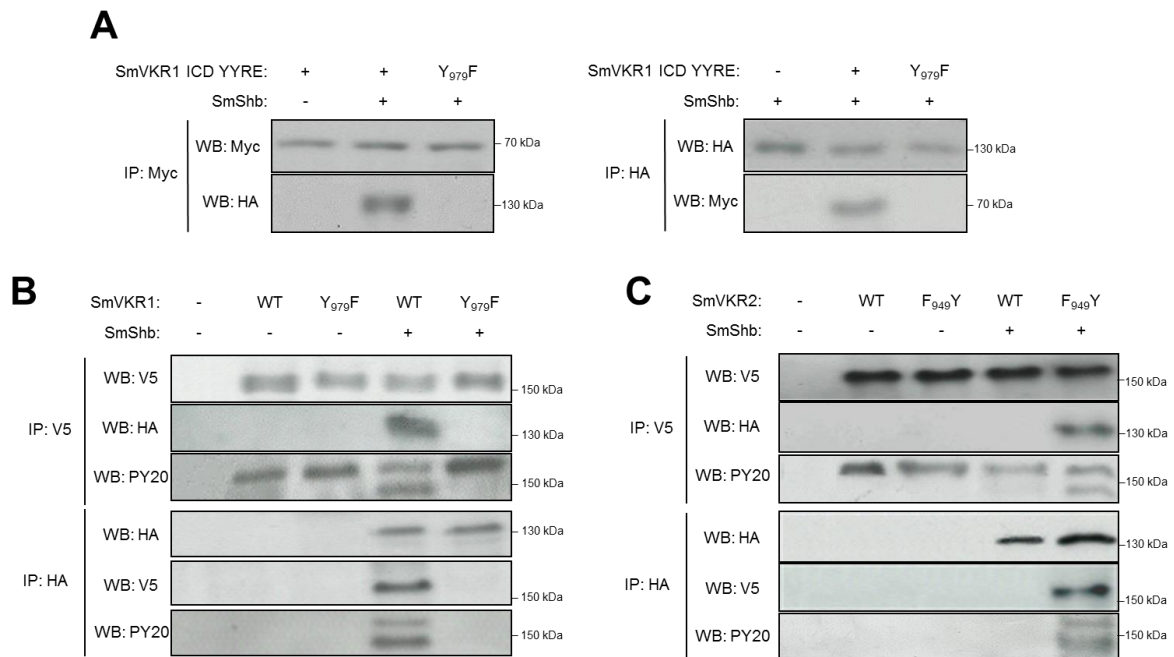 A
SmVKR1 ICD YYRE: + + Y₉₇₉F
SmShb: - + +
IP: Myc
WB: Myc - 70 kDa
WB: HA -130 kDa
SmVKR1 ICD YYRE: - + Y₉₇₉F
SmShb: + + +
IP: HA
WB: HA -130 kDa
WB: Myc - 70 kDa
B
SmVKR1: - WT Y₉₇₉F WT Y₉₇₉F
SmShb: - - - + +
IP: V5
WB: V5 - 150 kDa
WB: HA - 130 kDa
WB: PY20 - 150 kDa
IP: HA
WB: HA - 130 kDa
WB: V5 - 150 kDa
WB: PY20 - 150 kDa
C
SmVKR2: - WT F₉₄₉Y WT F₉₄₉Y
SmShb: - - - + +
IP: V5
WB: V5 - 150 kDa
WB: HA - 130 kDa
WB: PY20 - 150 kDa
IP: HA
WB: HA - 130 kDa
WB: V5 - 150 kDa
WB: PY20 - 150 kDa